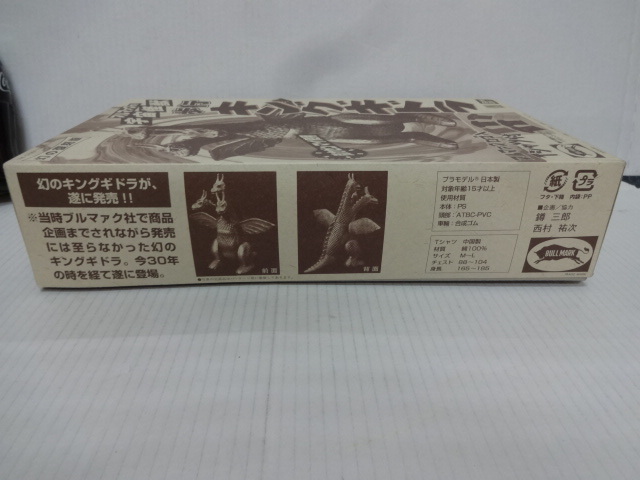 キングギドラ
幻のキングギドラが、
遂に発売!!
※当時ブルマァク社で商品
企画までされながら発売
には至らなかった幻の
キングギドラ。今30年
の時を経て遂に登場。
前面
背面
プラモデル® 日本製
対象年齢15才以上
使用材質
本体：PS
頭部：ATBC-PVC
車輪：合成ゴム
Tシャツ 中国製
材質 綿100%
サイズ M~L
チェスト 88~104
身長 165~185
紙
プラ
フタ・下箱
内袋:PP
■企画／協力
鐏 三郎
西村 祐次
BULLMARK